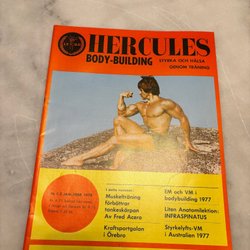 HERCULES
BODY-BUILDING
STYRKA OCH HÄLSA
GENOM TRÄNING
I detta nummer:
Muskelträning
förbättrar
tankeskärpan
Av Fred Acero
Kraftsportgalan
i Örebro
EM och VM i
bodybuilding 1977
Liten Anatomilektion:
INFRASPINATUS
Styrkelyfts-VM
i Australien 1977